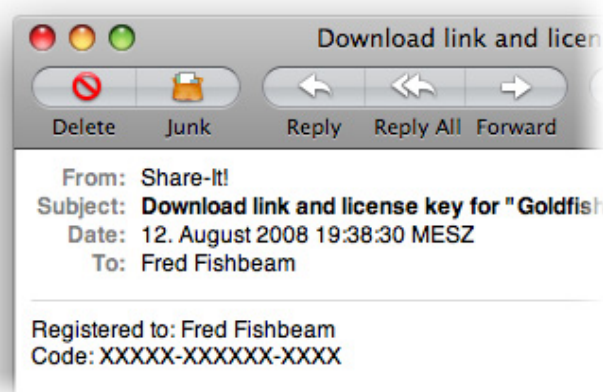 Download link and licen
Delete Junk Reply Reply All Forward
From: Share-It!
Subject: Download link and license key for "Goldfish
Date: 12. August 2008 19:38:30 MESZ
To: Fred Fishbeam
Registered to: Fred Fishbeam
Code: XXXXX-XXXXXX-XXXX